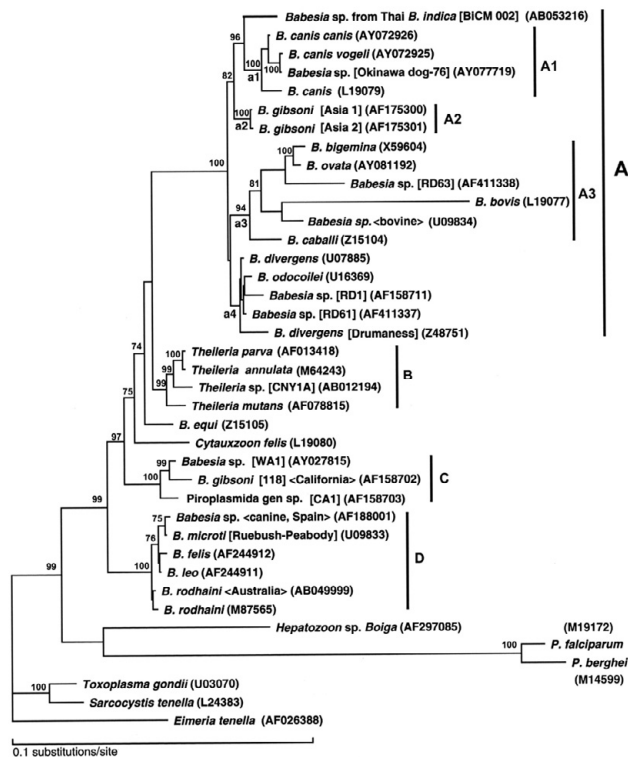 96
Babesia sp. from Thai B. indica [BICM 002] (AB053216)
B. canis canis (AY072926)
100
B. canis vogeli (AY072925)
100
a1
Babesia sp. [Okinawa dog-76] (AY077719)
A1
82
B. canis (L19079)
100
B. gibsoni [Asia 1] (AF175300)
a2
B. gibsoni [Asia 2] (AF175301)
A2
100
B. bigemina (X59604)
100
B. ovata (AY081192)
A
81
Babesia sp. [RD63] (AF411338)
B. bovis (L19077)
A3
94
Babesia sp.<bovine> (U09834)
a3
B. caballi (Z15104)
B. divergens (U07885)
B. odocoilei (U16369)
Babesia sp. [RD1] (AF158711)
a4
Babesia sp. [RD61] (AF411337)
B. divergens [Drumaness] (Z48751)
74
100
Theileria parva (AF013418)
99
Theileria annulata (M64243)
B
99
Theileria sp. [CNY1A] (AB012194)
75
Theileria mutans (AF078815)
B. equi (Z15105)
97
Cytauxzoon felis (L19080)
99
Babesia sp. [WA1] (AY027815)
100
B. gibsoni [118] <California> (AF158702)
C
99
Piroplasmida gen sp. [CA1] (AF158703)
75
Babesia sp. <canine, Spain> (AF188001)
76
B. microti [Ruebush-Peabody] (U09833)
B. felis (AF244912)
D
99
100
B. leo (AF244911)
B. rodhaini <Australia> (AB049999)
B. rodhaini (M87565)
Hepatozoon sp. Boiga (AF297085)
(M19172)
100
P. falciparum
P. berghei
(M14599)
100
Toxoplasma gondii (U03070)
Sarcocystis tenella (L24383)
Eimeria tenella (AF026388)
0.1 substitutions/site